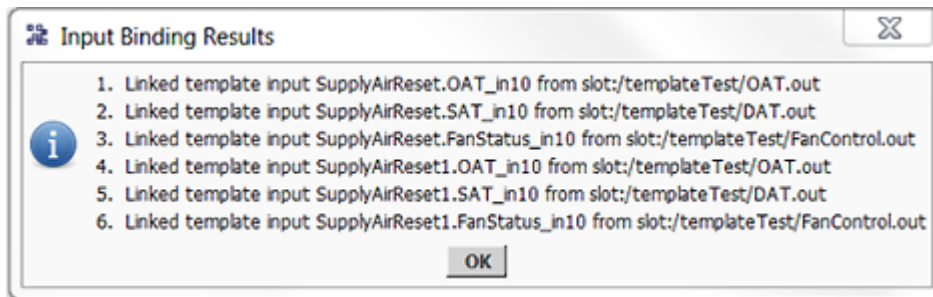 Input Binding Results
1. Linked template input SupplyAirReset.OAT_in10 from slot:/templateTest/OAT.out
2. Linked template input SupplyAirReset.SAT_in10 from slot:/templateTest/DAT.out
3. Linked template input SupplyAirReset.FanStatus_in10 from slot:/templateTest/FanControl.out
4. Linked template input SupplyAirReset1.OAT_in10 from slot:/templateTest/OAT.out
5. Linked template input SupplyAirReset1.SAT_in10 from slot:/templateTest/DAT.out
6. Linked template input SupplyAirReset1.FanStatus_in10 from slot:/templateTest/FanControl.out
OK